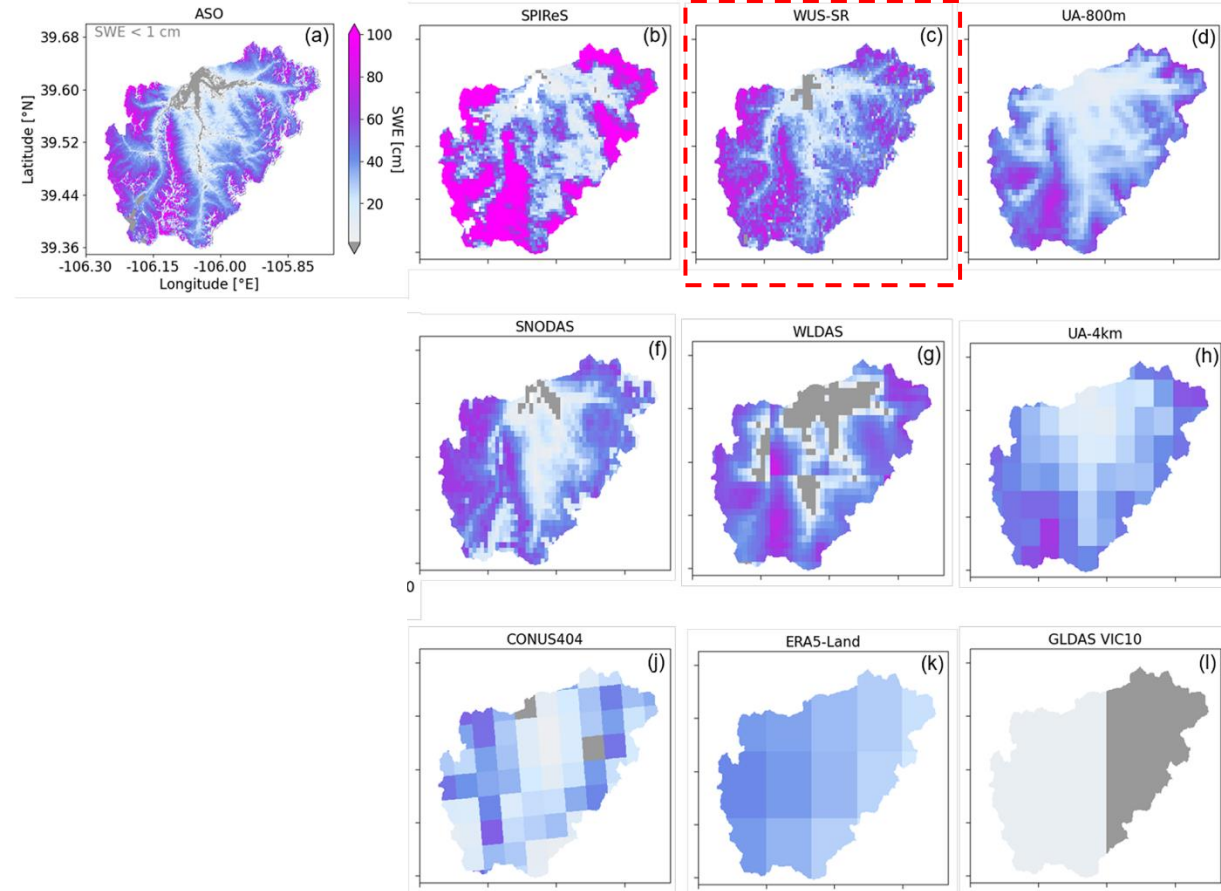 ASO
(a)
SWE < 1 cm
39.68
39.60
39.52
39.44
39.36
-106.30
-106.15
-106.00
-105.85
Latitude [°N]
Longitude [°E]
100
80
60
40
20
SWE [cm]
SPIReS
(b)
WUS-SR
(c)
UA-800m
(d)
SNODAS
(f)
WLDAS
(g)
UA-4km
(h)
0
CONUS404
(j)
ERA5-Land
(k)
GLDAS VIC10
(l)